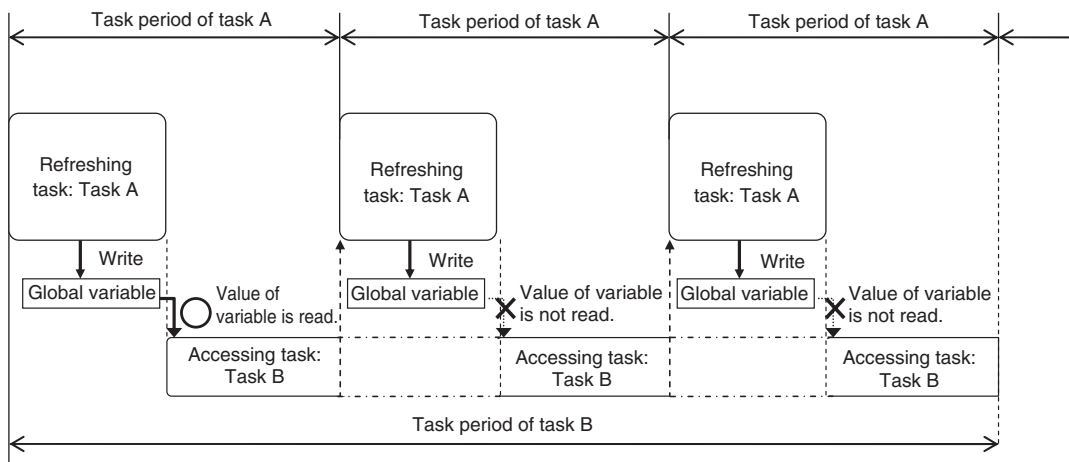 Task period of task A
Task period of task A
Task period of task A
Refreshing
task: Task A
Refreshing
task: Task A
Refreshing
task: Task A
Write
Write
Write
Global variable
Global variable
Global variable
Value of
variable is read.
Value of variable
is not read.
Value of variable
is not read.
Accessing task:
Task B
Accessing task:
Task B
Accessing task:
Task B
Task period of task B